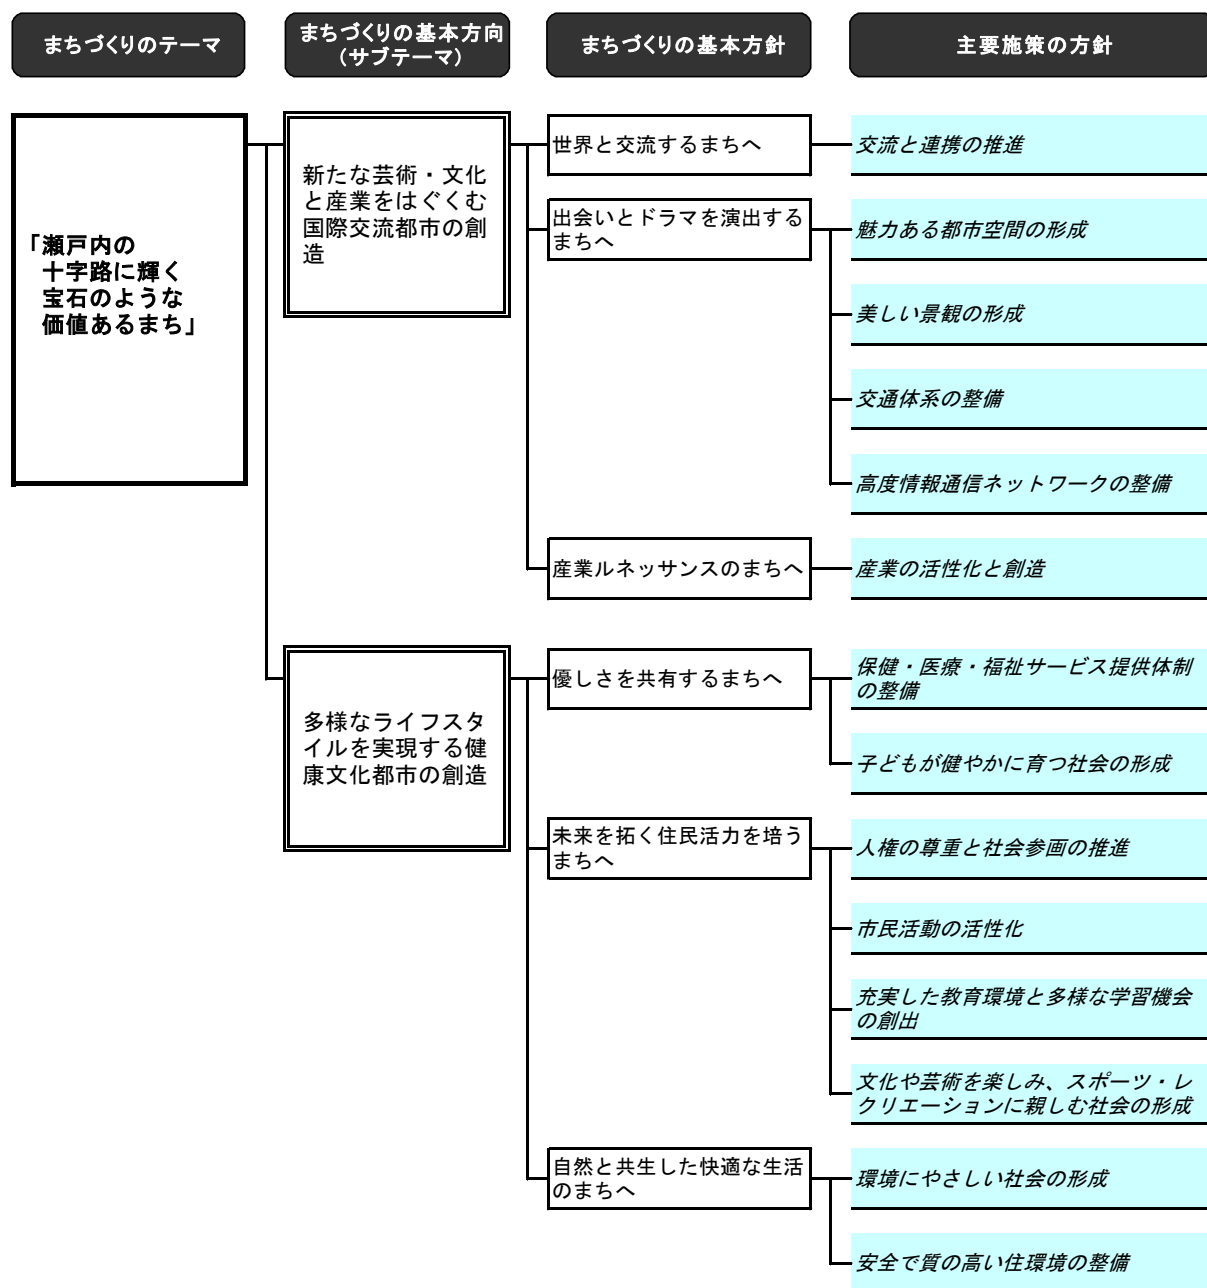 まちづくりのテーマ
まちづくりの基本方向
(サブテーマ)
まちづくりの基本方針
主要施策の方針
「瀬戸内の
十字路に輝く
宝石のような
価値あるまち」
新たな芸術・文化
と産業をはぐくむ
国際交流都市の創
造
世界と交流するまちへ
交流と連携の推進
出会いとドラマを演出する
まちへ
魅力ある都市空間の形成
美しい景観の形成
交通体系の整備
高度情報通信ネットワークの整備
産業ルネッサンスのまちへ
産業の活性化と創造
多様なライフスタ
イルを実現する健
康文化都市の創造
優しさを共有するまちへ
保健・医療・福祉サービス提供体制
の整備
子どもが健やかに育つ社会の形成
未来を拓く住民活力を培う
まちへ
人権の尊重と社会参画の推進
市民活動の活性化
充実した教育環境と多様な学習機会
の創出
文化や芸術を楽しみ、スポーツ・レ
クリエーションに親しむ社会の形成
自然と共生した快適な生活
のまちへ
環境にやさしい社会の形成
安全で質の高い住環境の整備